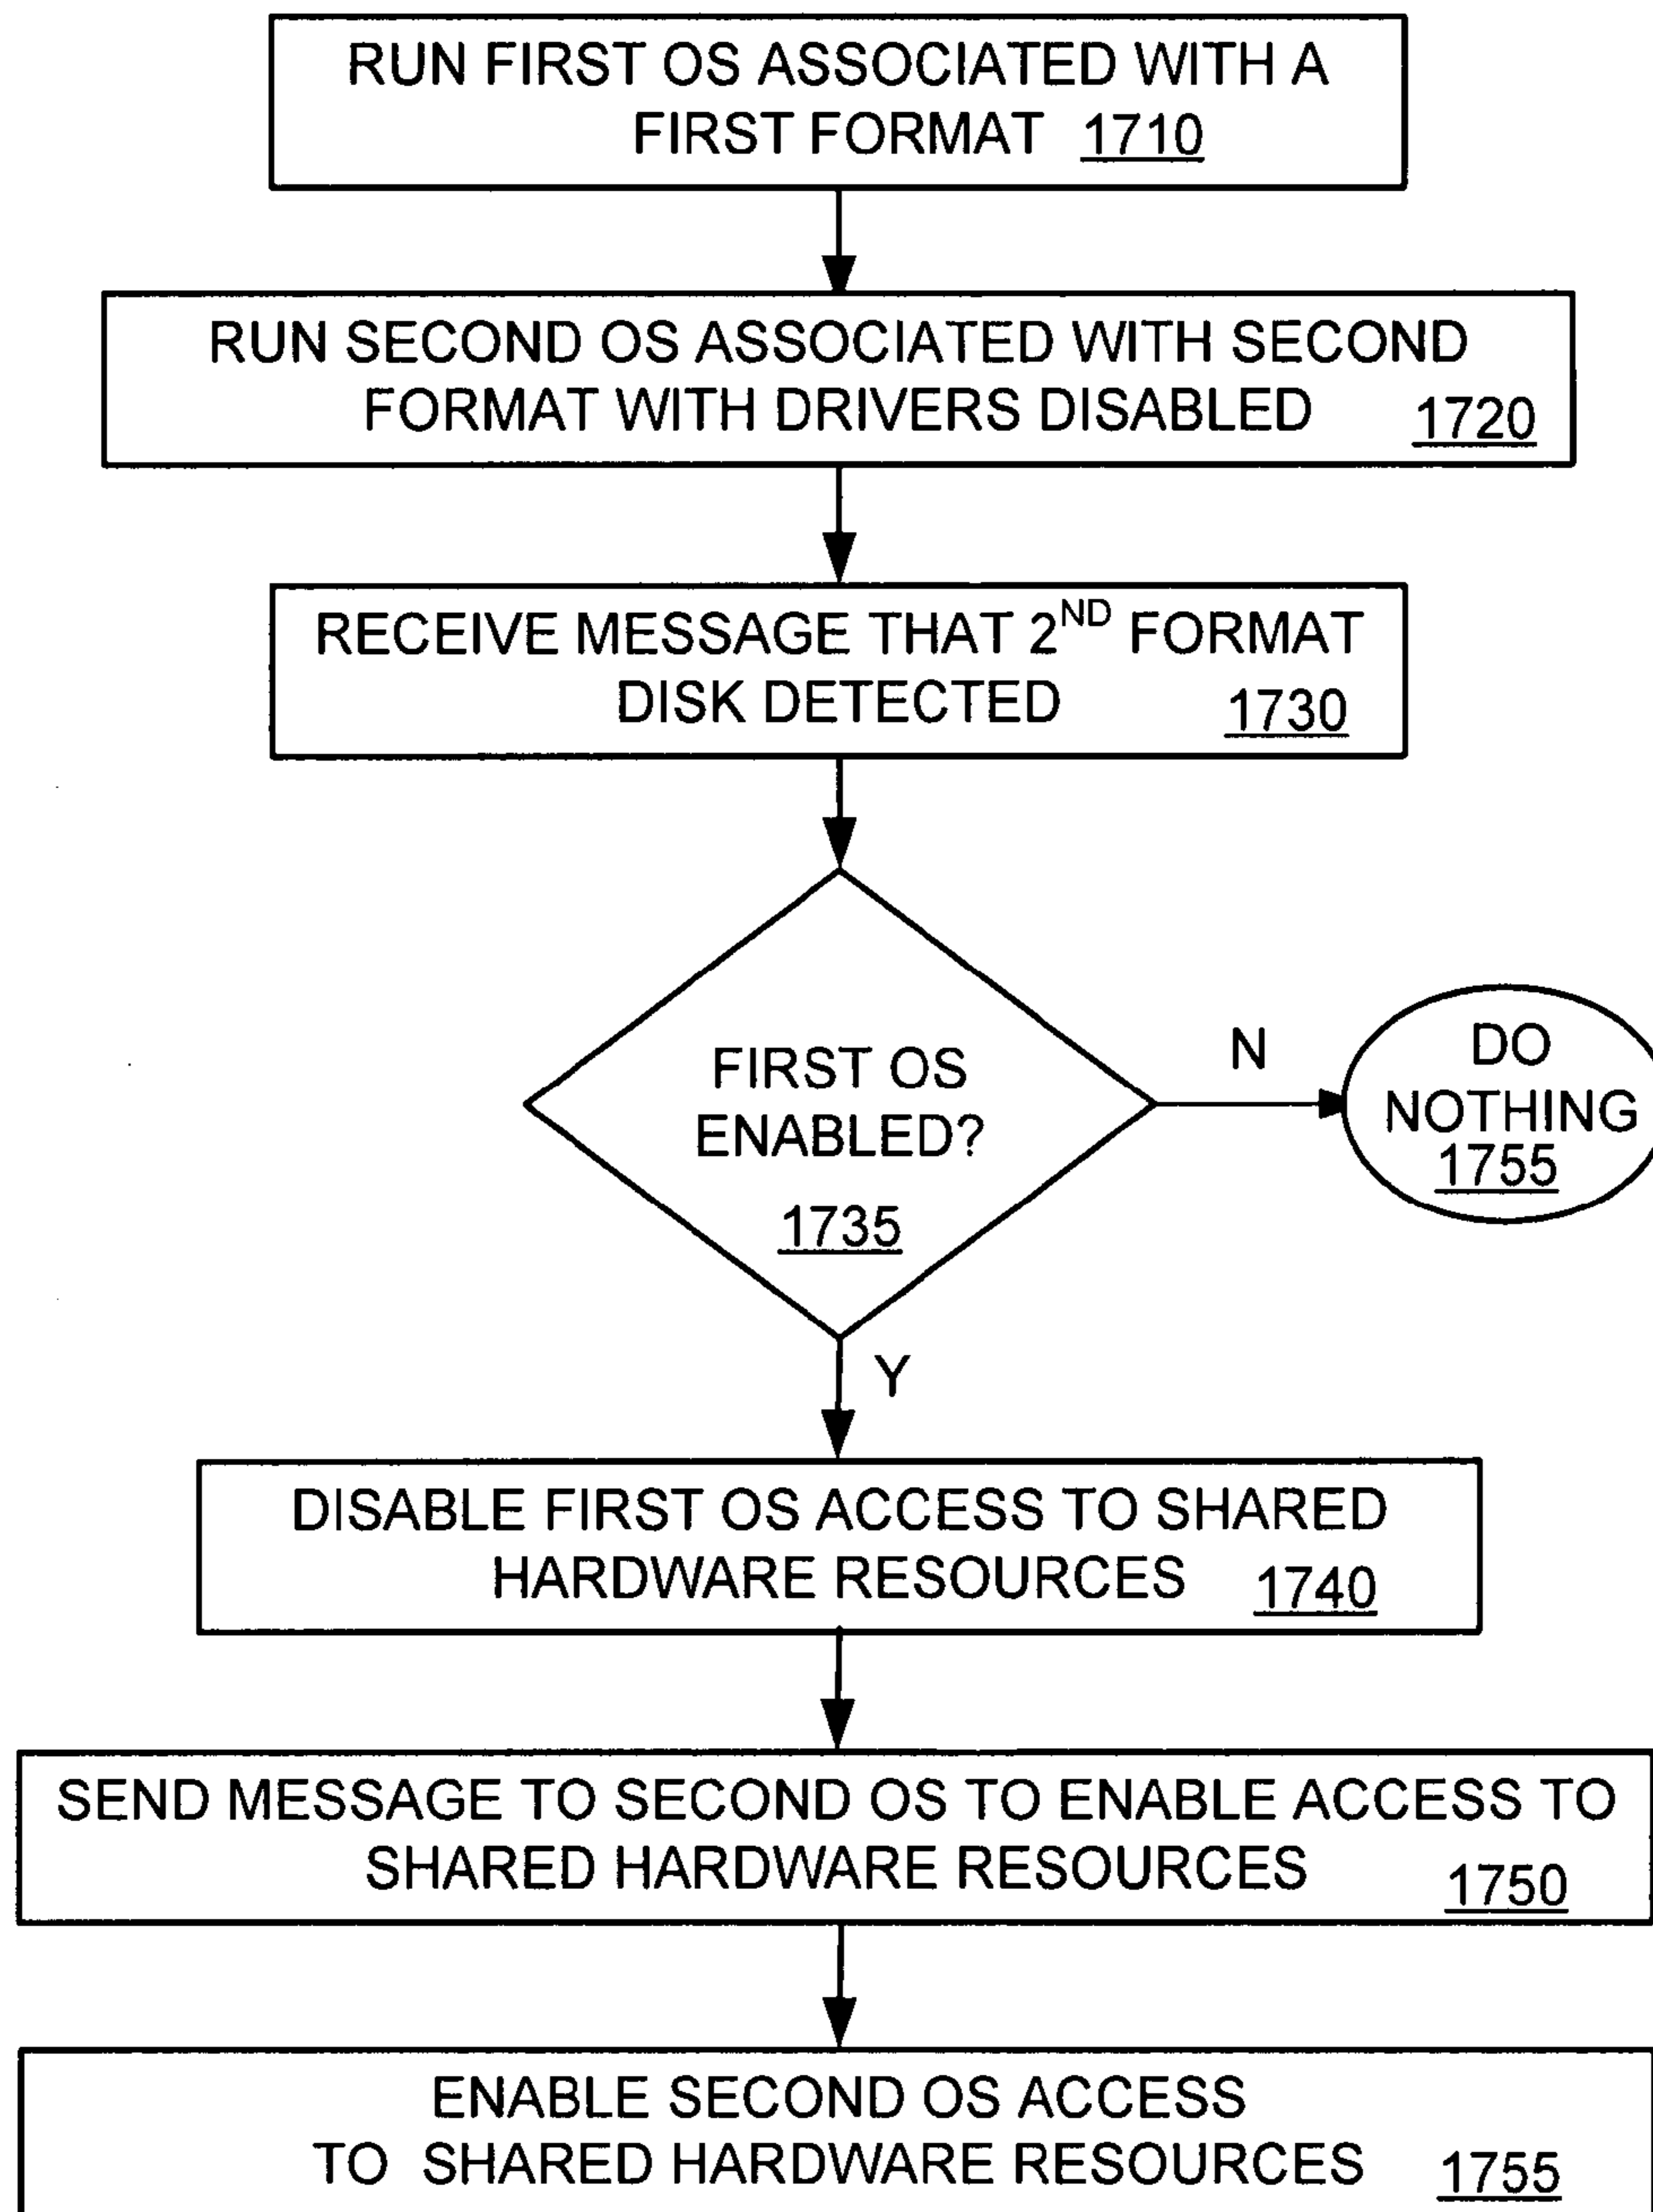 RUN FIRST OS ASSOCIATED WITH A
FIRST FORMAT 1710
RUN SECOND OS ASSOCIATED WITH SECOND
FORMAT WITH DRIVERS DISABLED 1720
RECEIVE MESSAGE THAT 2ND FORMAT
DISK DETECTED 1730
FIRST OS
ENABLED?
1735
N
DO
NOTHING
1755
Y
DISABLE FIRST OS ACCESS TO SHARED
HARDWARE RESOURCES 1740
SEND MESSAGE TO SECOND OS TO ENABLE ACCESS TO
SHARED HARDWARE RESOURCES 1750
ENABLE SECOND OS ACCESS
TO SHARED HARDWARE RESOURCES 1755